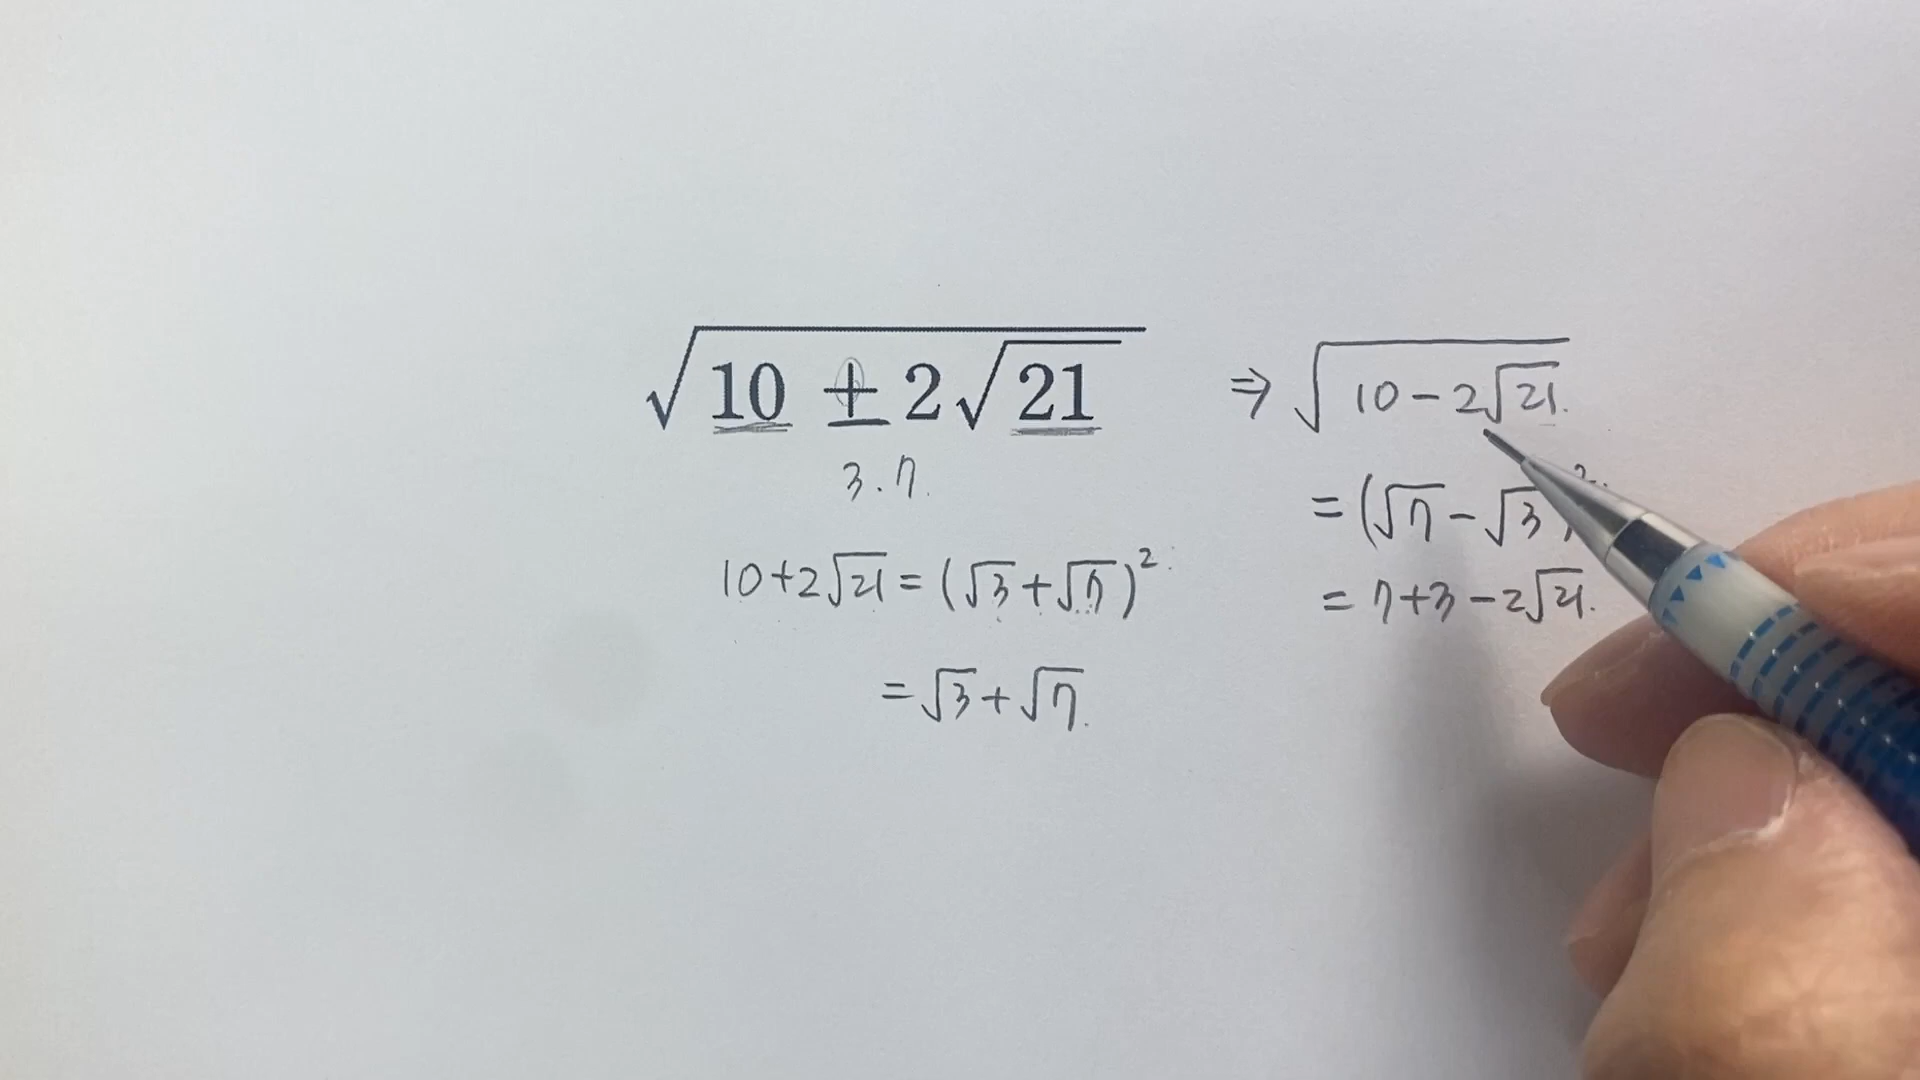 √(10 ± 2√21) ⇒ √(10 - 2√21).
3.7.
= (√7 - √3)².
10+2√21 = (√3+√7)².
= 7+3-2√21.
= √3+√7.